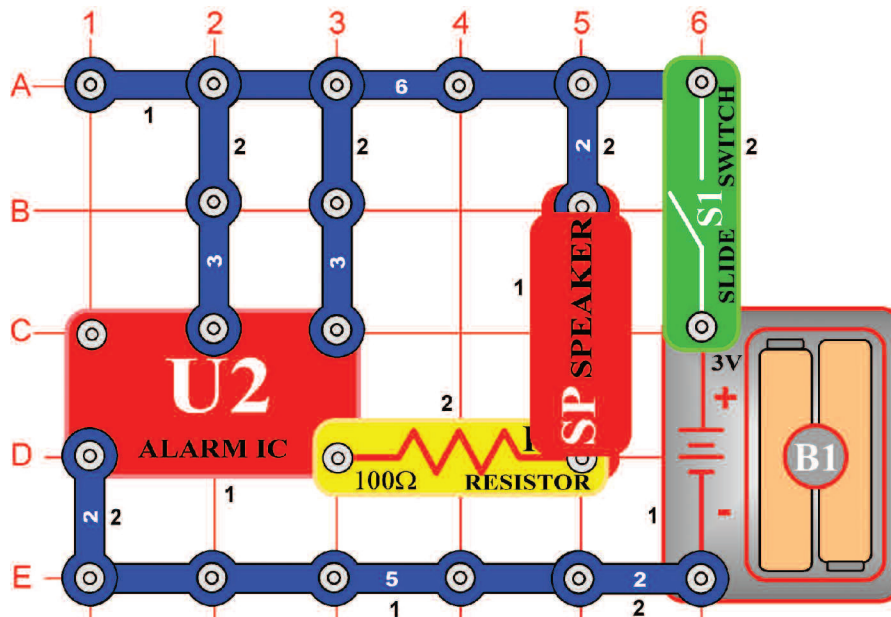 1 2 3 4 5 6
A
6
1
2 2 2 2 2
B
SLIDE SWITCH
S1
3 3
1
SP SPEAKER
C
U2
3V
2
+
D
ALARM IC
100Ω
RESISTOR
B1
1
-
2 2
1
E
5
2
1
2